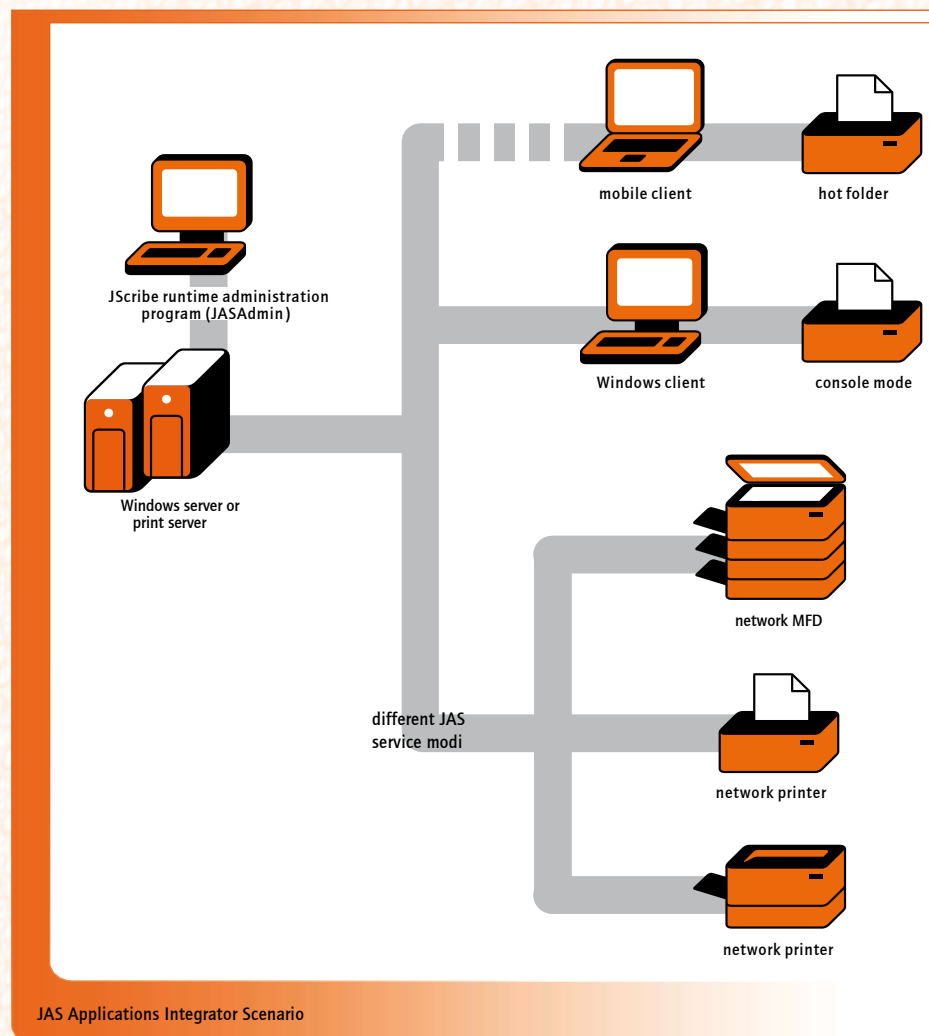 mobile client
hot folder
JScribe runtime administration
program (JASAdmin)
Windows client
console mode
Windows server or
print server
network MFD
different JAS
service modi
network printer
network printer
JAS Applications Integrator Scenario